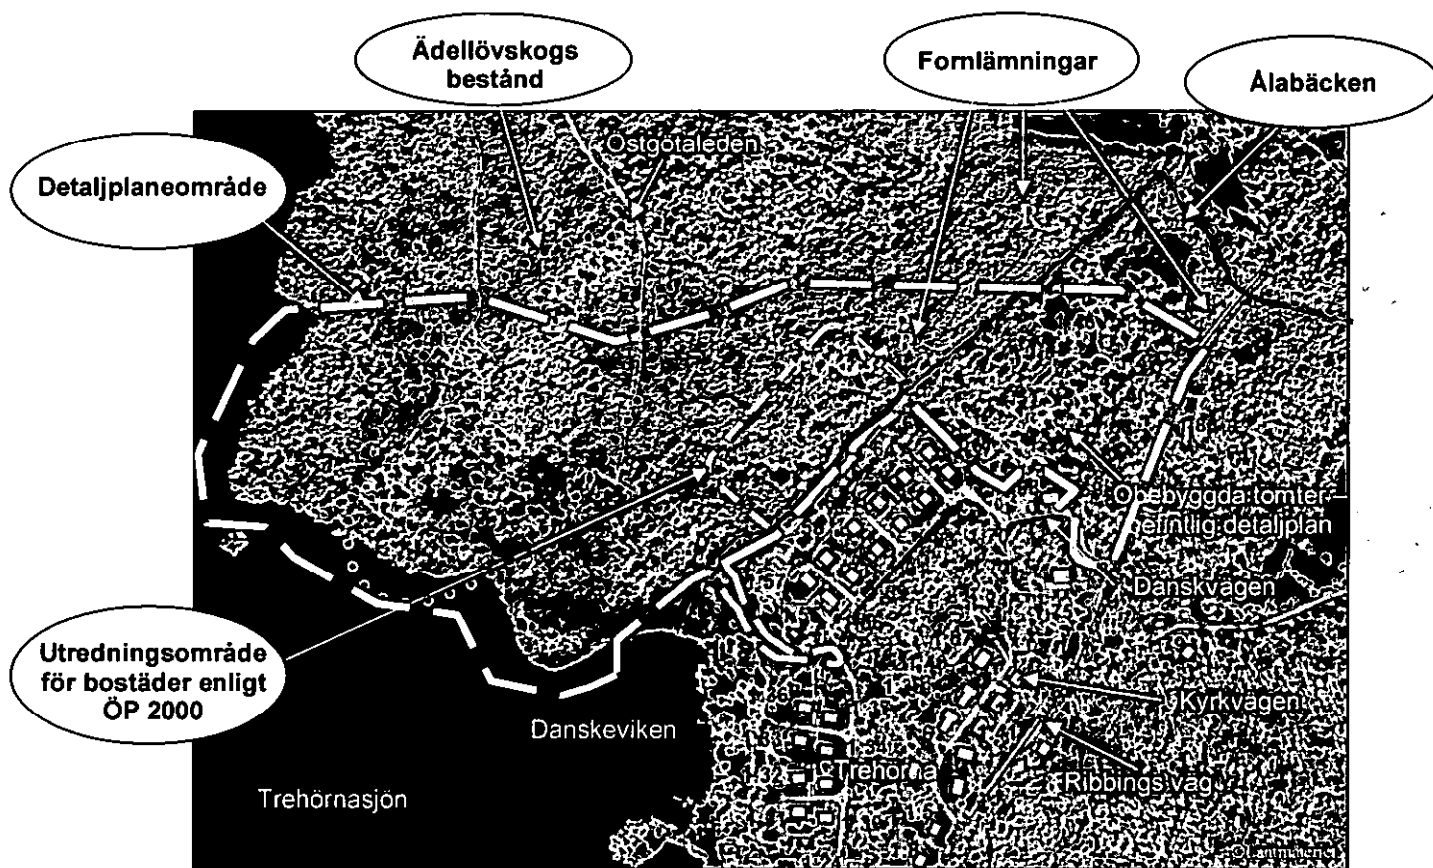 Ädellövskogs
bestånd
Fornlämningar
Ålabäcken
Östgötaleden
Detaljplaneområde
R
Obebyggda tomter –
befintlig detaljplan
Danskvägen
Utredningsområde
för bostäder enligt
ÖP 2000
Kyrkvägen
Danskeviken
Trehörna
Ribbings väg
Trehörnasjön